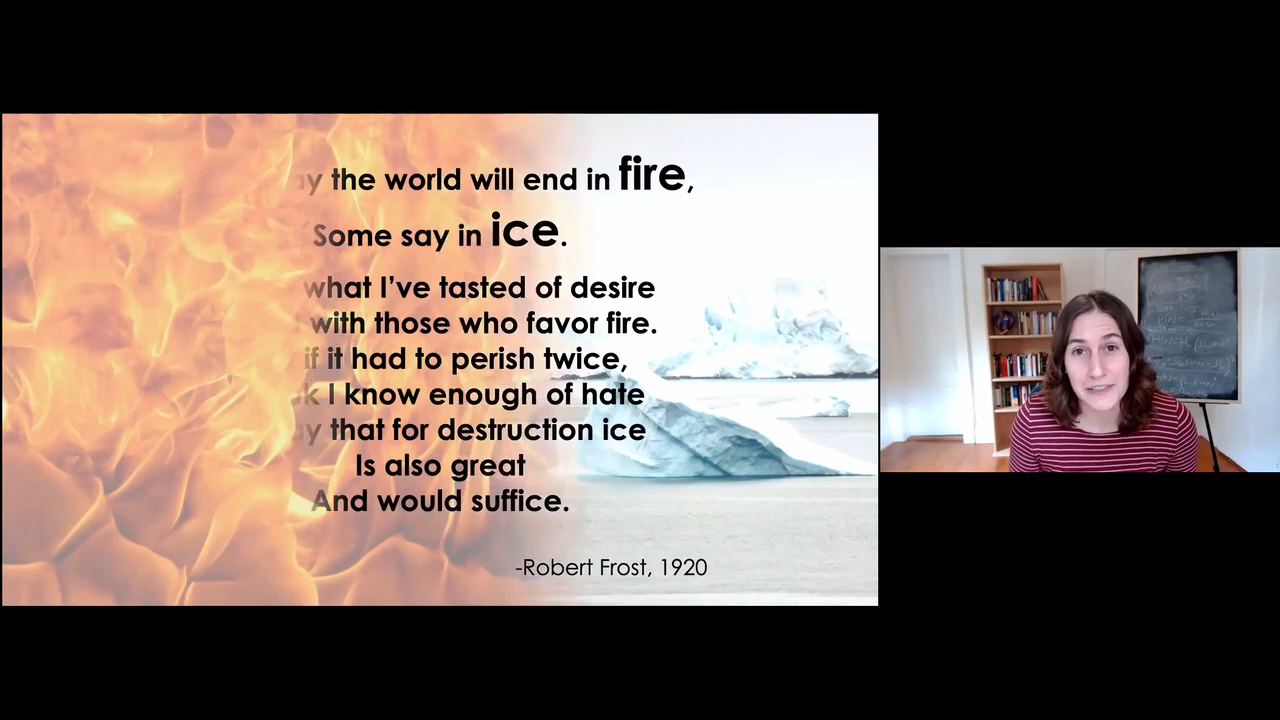 the world will end in fire,
Some say in ice.
what I've tasted of desire
with those who favor fire.
if it had to perish twice,
I know enough of hate
that for destruction ice
Is also great
And would suffice.
-Robert Frost, 1920